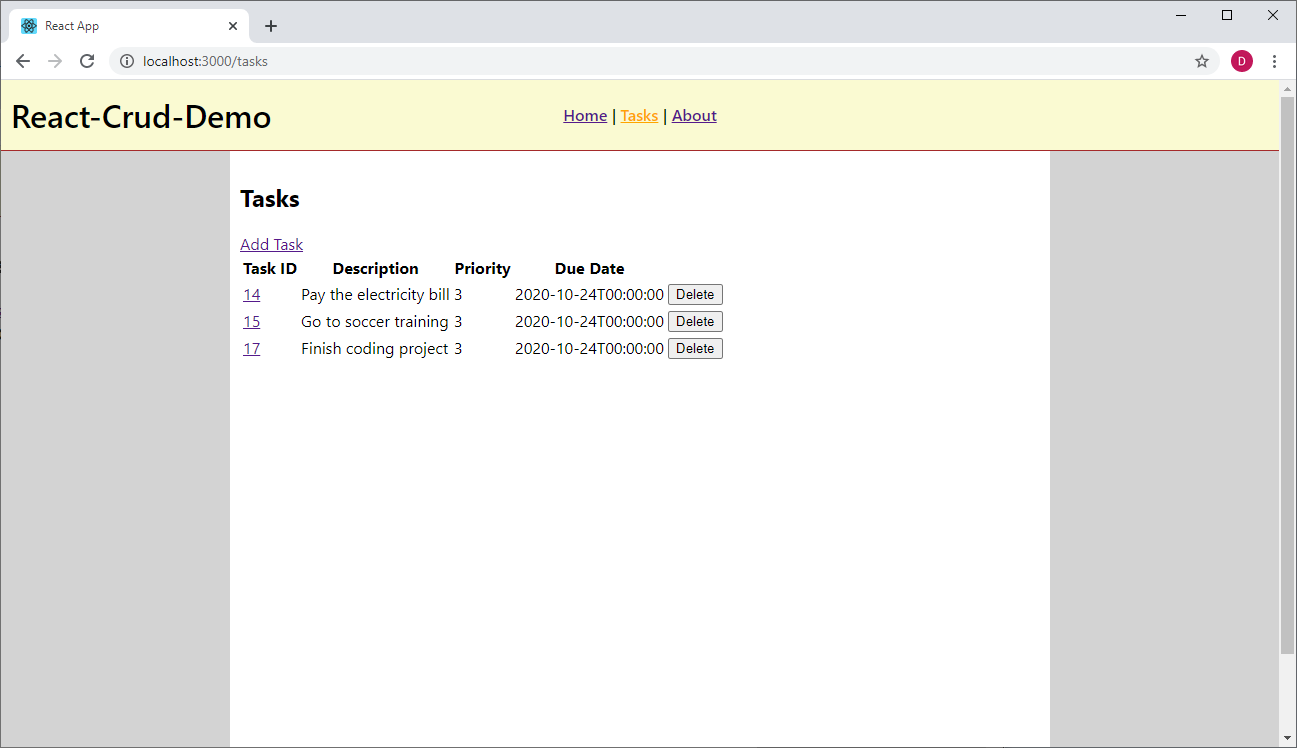 React App
localhost:3000/tasks
D
React-Crud-Demo
Home | Tasks | About
Tasks
Add Task
Task ID Description Priority Due Date
14 Pay the electricity bill 3 2020-10-24T00:00:00 Delete
15 Go to soccer training 3 2020-10-24T00:00:00 Delete
17 Finish coding project 3 2020-10-24T00:00:00 Delete